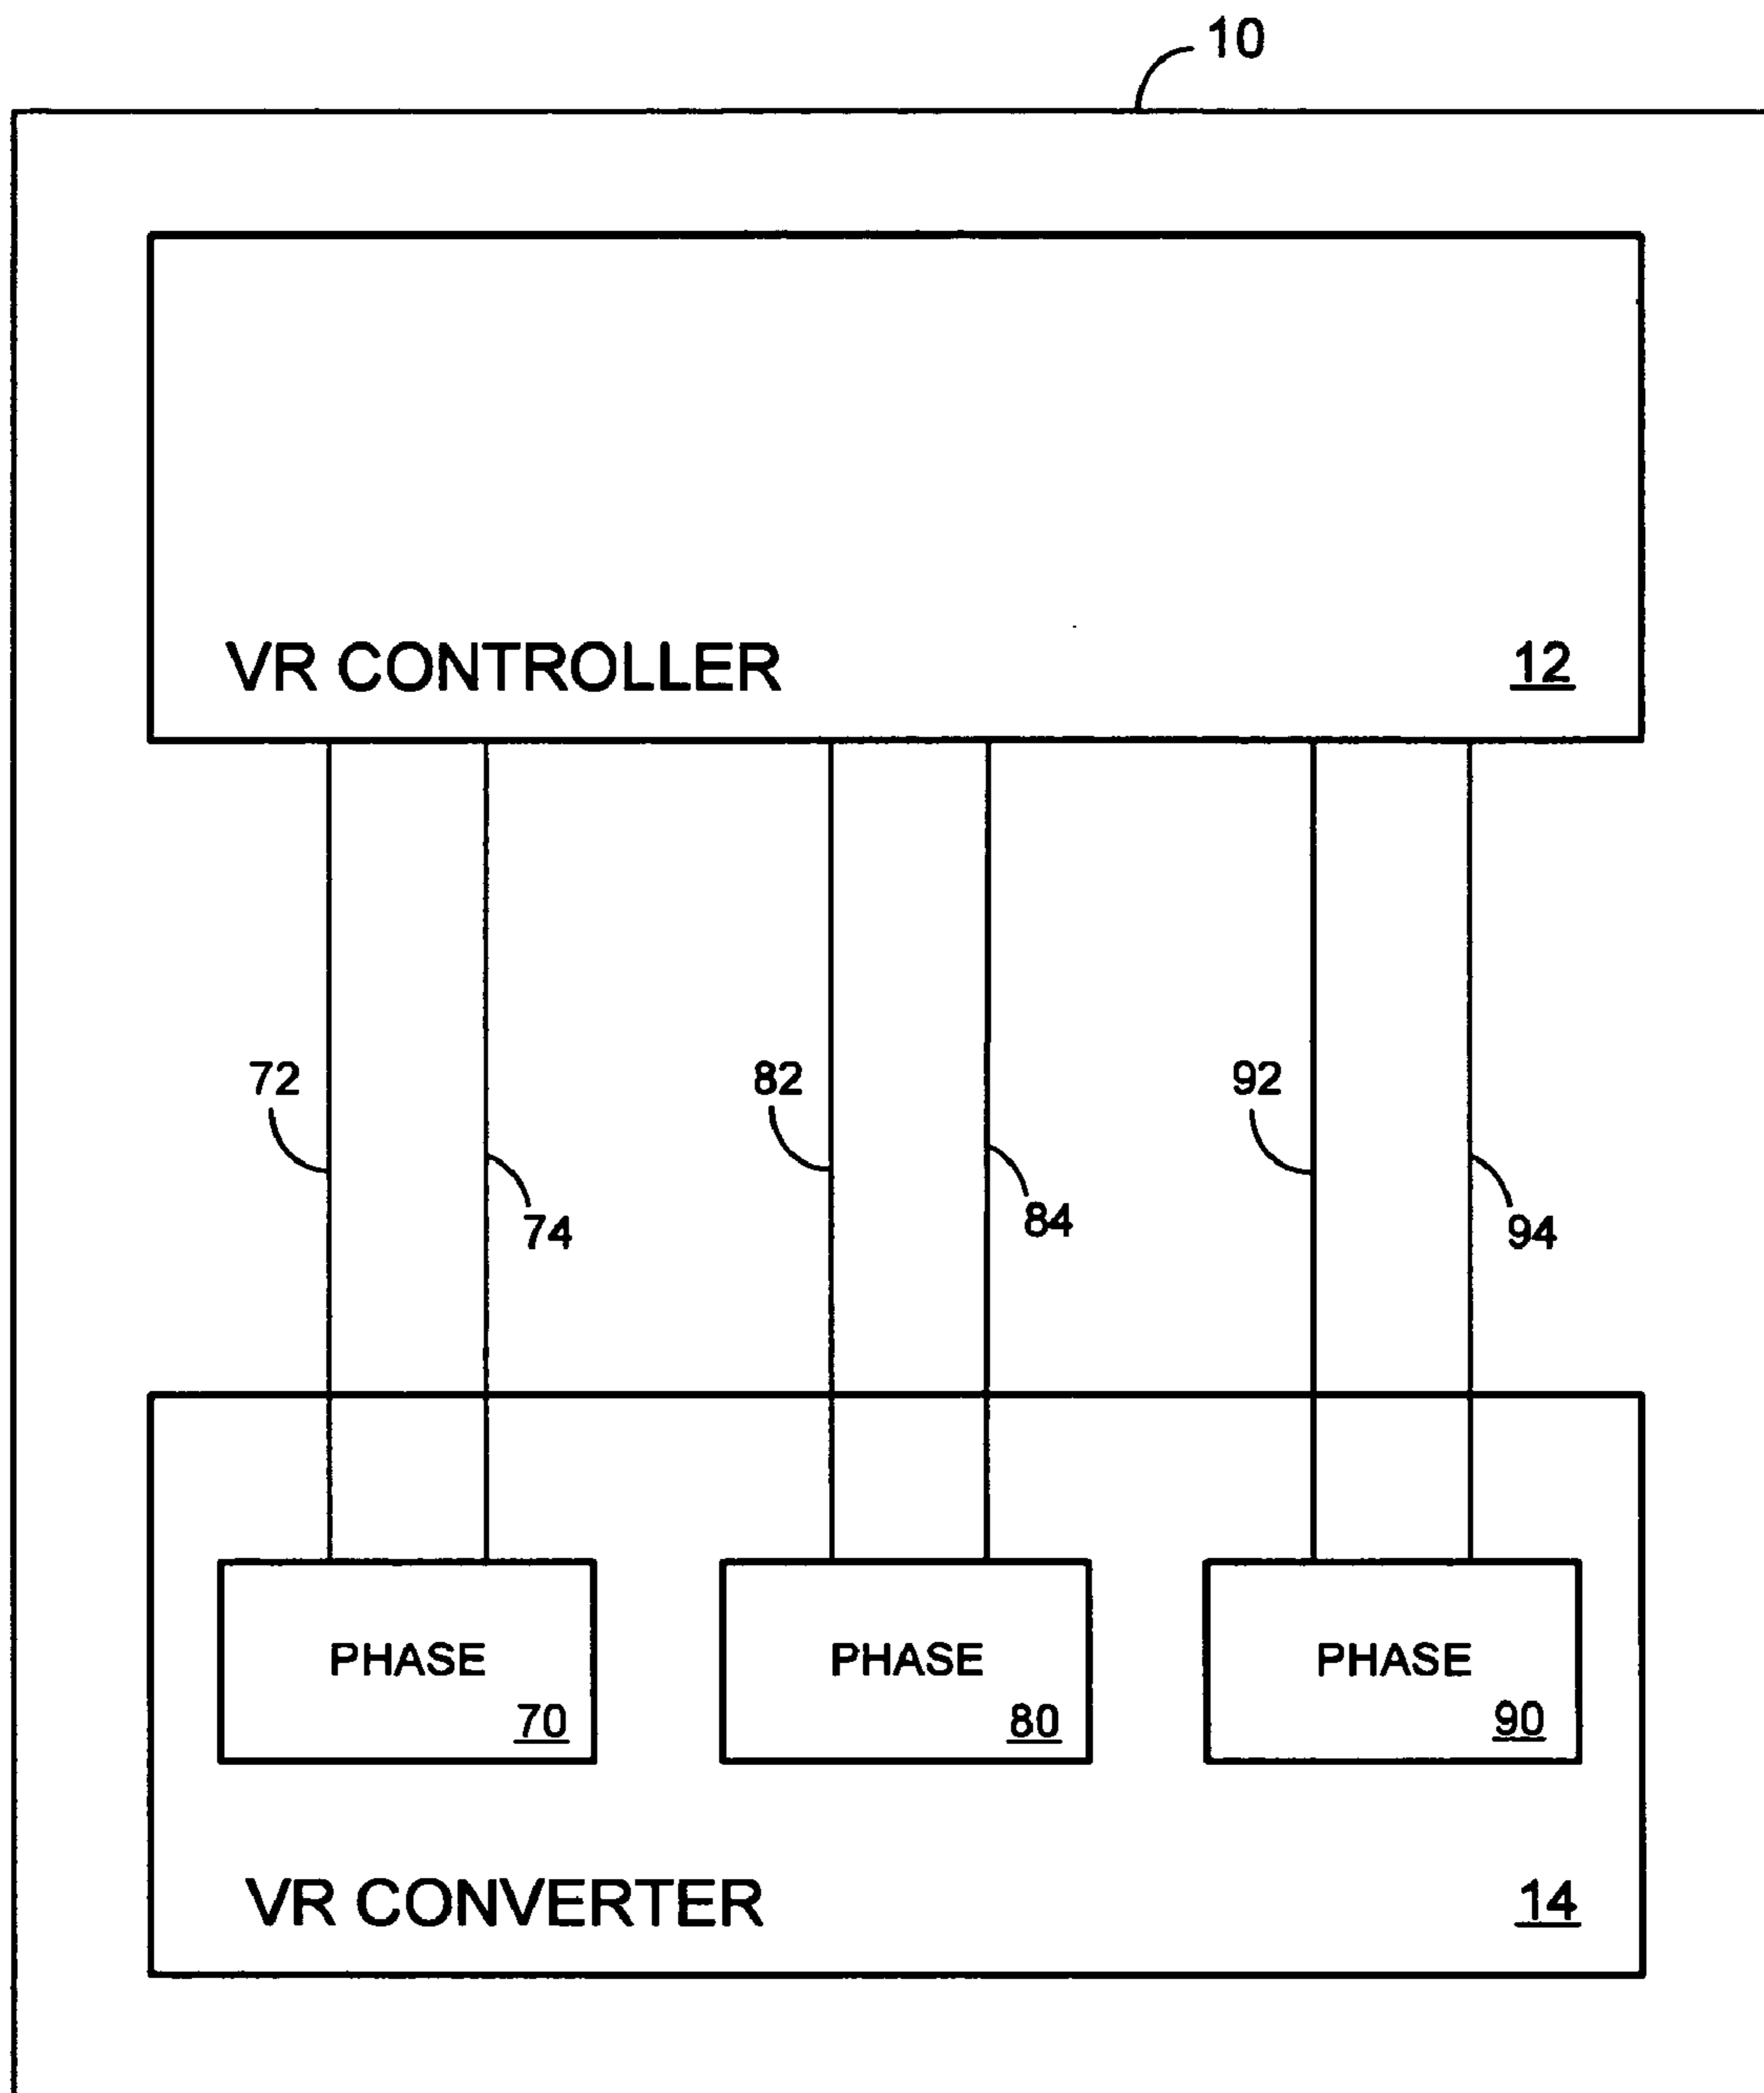 10
VR CONTROLLER 12
72 82 92
74 84 94
PHASE PHASE PHASE
70 80 90
VR CONVERTER 14